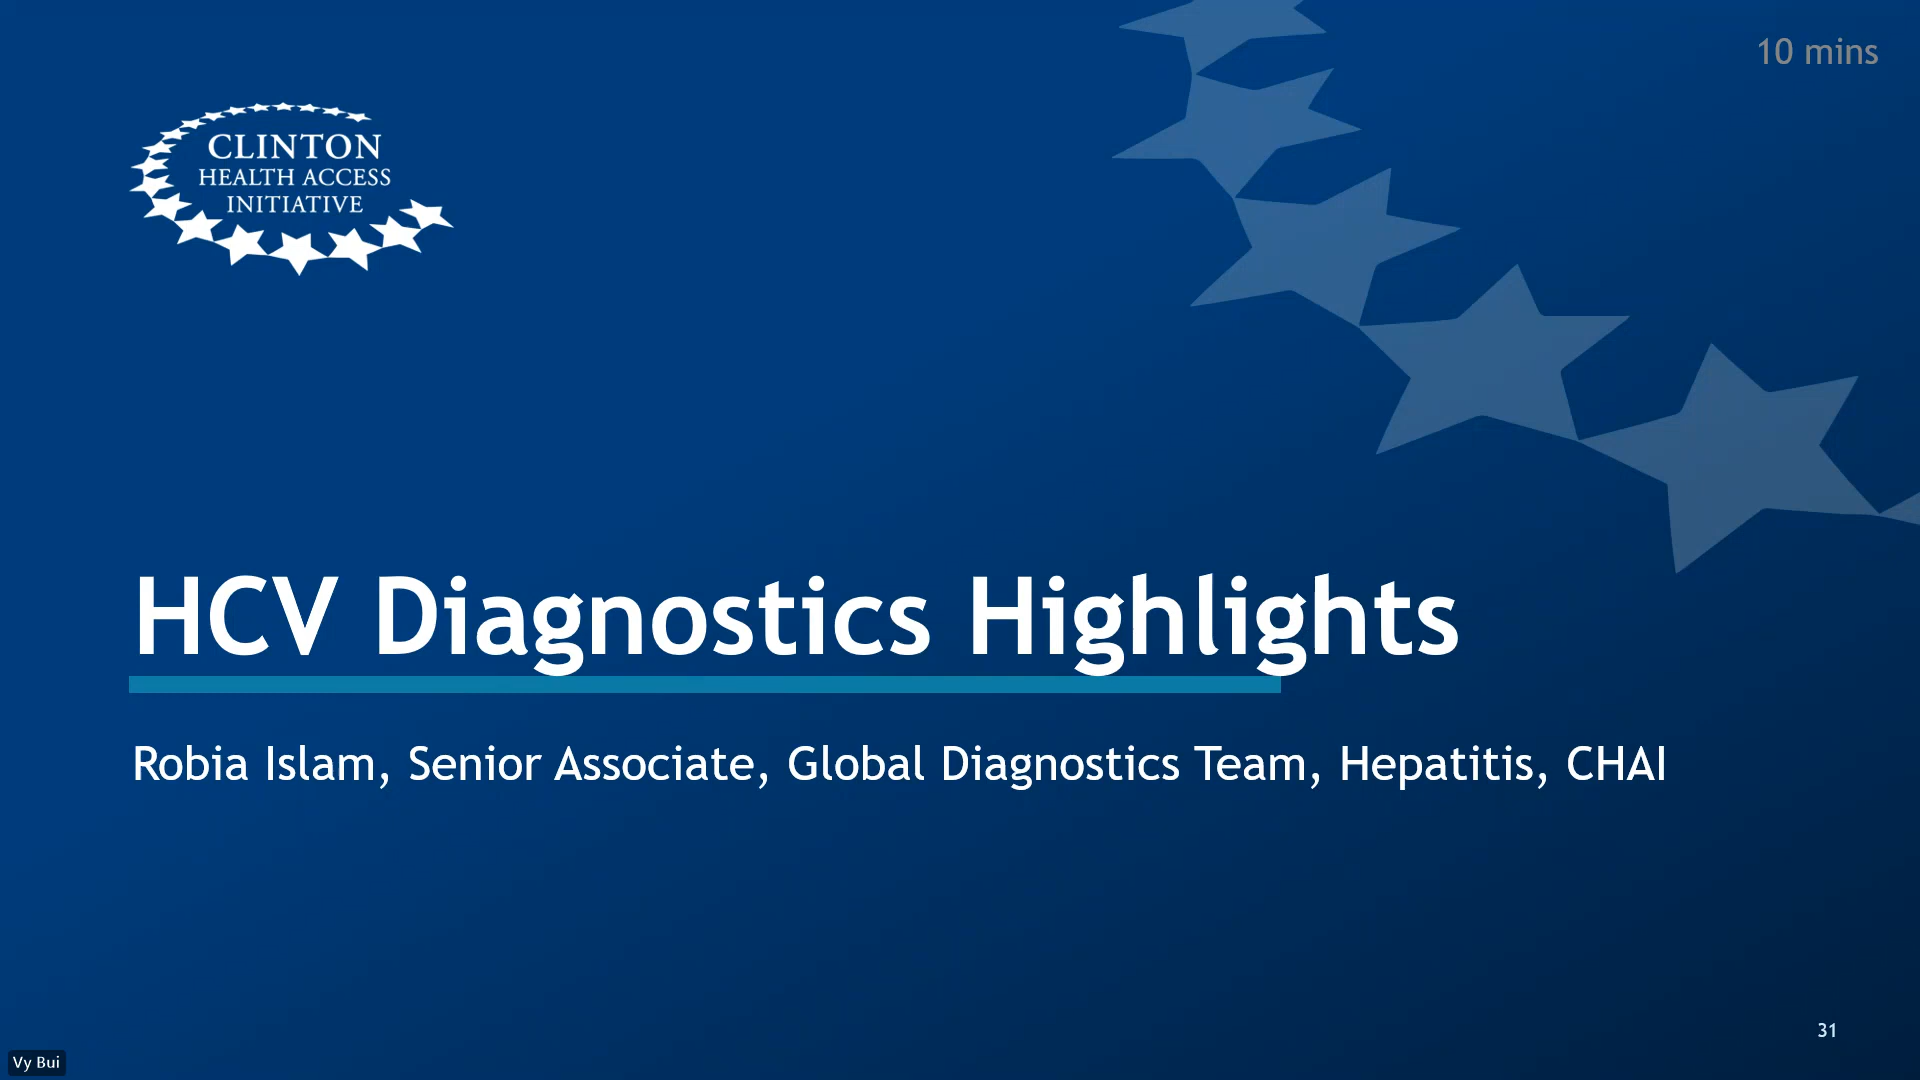 10 mins
CLINTON
HEALTH ACCESS
INITIATIVE
HCV Diagnostics Highlights
Robia Islam, Senior Associate, Global Diagnostics Team, Hepatitis, CHAI
31
Vy Bui